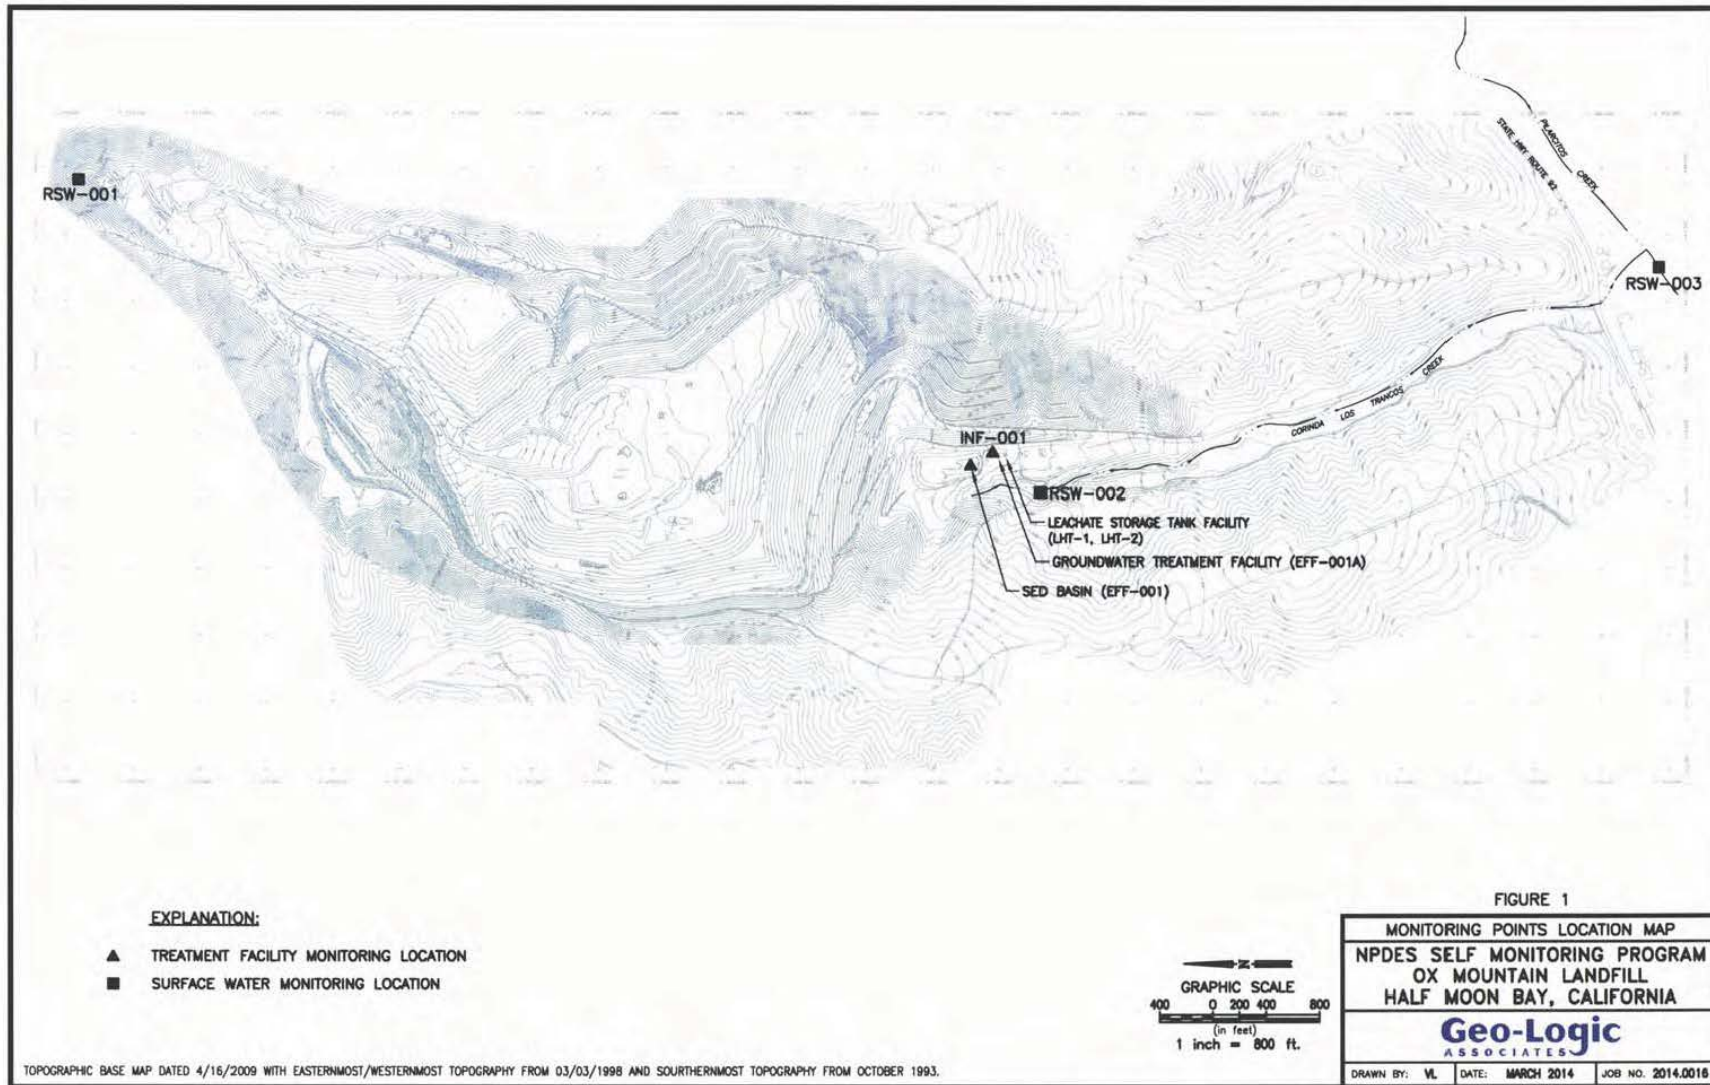 PILARCITOS CREEK
STATE HWY ROUTE 92
RSW-001
RSW-003
CORINDA LOS TRANCOS CREEK
INF-001
RSW-002
LEACHATE STORAGE TANK FACILITY
(LHT-1, LHT-2)
GROUNDWATER TREATMENT FACILITY (EFF-001A)
SED BASIN (EFF-001)
EXPLANATION:
TREATMENT FACILITY MONITORING LOCATION
SURFACE WATER MONITORING LOCATION
N
GRAPHIC SCALE
400 0 200 400 800
(in feet)
1 inch = 800 ft.
FIGURE 1
MONITORING POINTS LOCATION MAP
NPDES SELF MONITORING PROGRAM
OX MOUNTAIN LANDFILL
HALF MOON BAY, CALIFORNIA
Geo-Logic
ASSOCIATES
DRAWN BY: VL DATE: MARCH 2014 JOB NO. 2014.0016
TOPOGRAPHIC BASE MAP DATED 4/16/2009 WITH EASTERNMOST/WESTERNMOST TOPOGRAPHY FROM 03/03/1998 AND SOURTHERNMOST TOPOGRAPHY FROM OCTOBER 1993.